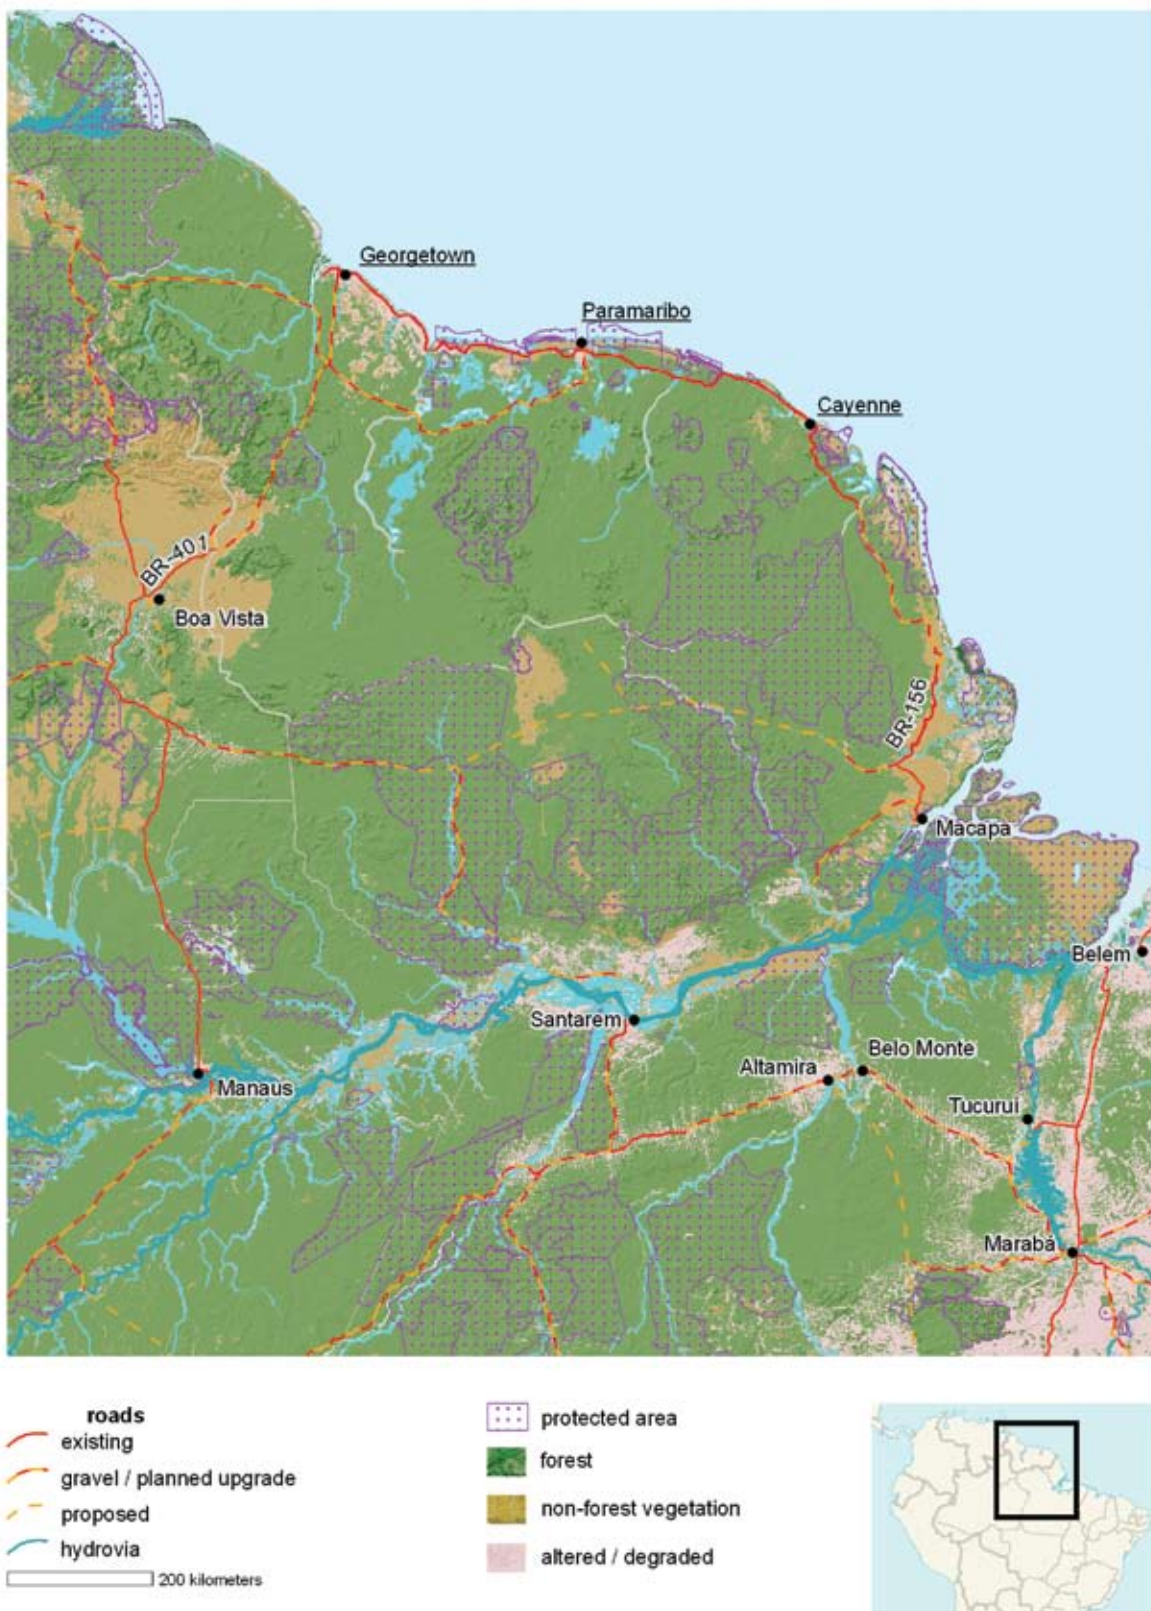 Georgetown
Paramaribo
Cayenne
BR-401
Boa Vista
BR-156
Macapa
Belem
Santarem
Belo Monte
Altamira
Manaus
Tucurui
Marabá
roads
existing
gravel / planned upgrade
proposed
hydrovia
200 kilometers
protected area
forest
non-forest vegetation
altered / degraded